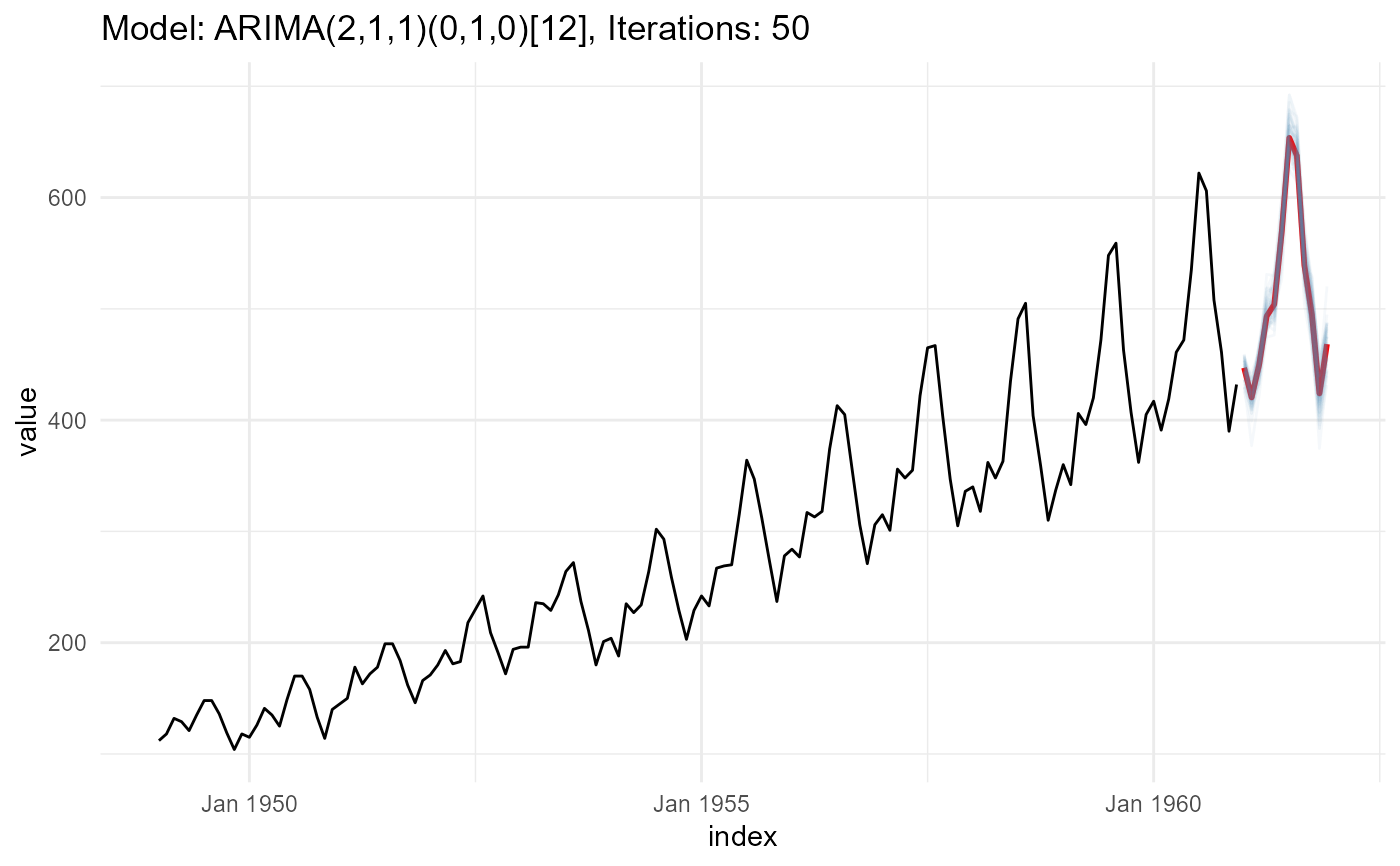 Model: ARIMA(2,1,1)(0,1,0)[12], Iterations: 50
600
400
200
value
Jan 1950
Jan 1955
Jan 1960
index